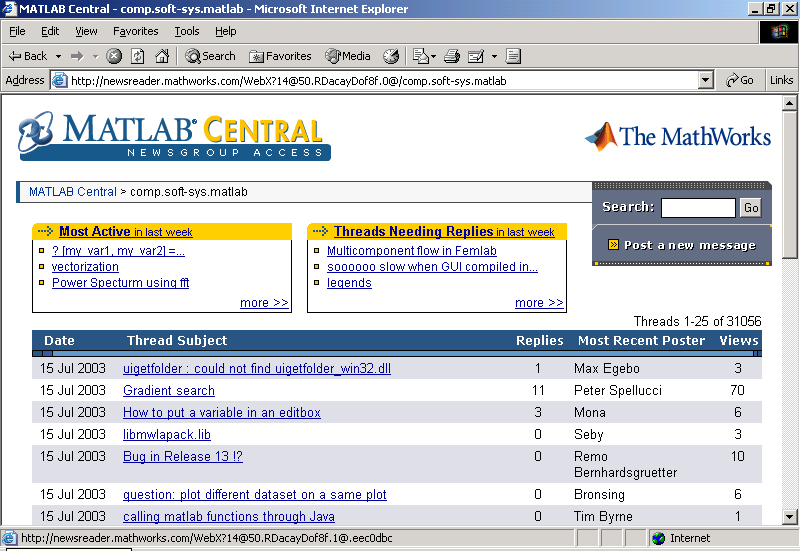 MATLAB Central - comp.soft-sys.matlab - Microsoft Internet Explorer
File Edit View Favorites Tools Help
Back Search Favorites Media
Address http://newsreader.mathworks.com/WebX?14@50.RDacayDof8f.0@/comp.soft-sys.matlab Go Links
MATLAB® CENTRAL
NEWSGROUP ACCESS
The MathWorks
MATLAB Central > comp.soft-sys.matlab
Search: Go
Post a new message
Most Active in last week
? [my_var1, my_var2] =...
vectorization
Power Specturm using fft
more >>
Threads Needing Replies in last week
Multicomponent flow in Femlab
soooooo slow when GUI compiled in...
legends
more >>
Threads 1-25 of 31056
Date Thread Subject Replies Most Recent Poster Views
15 Jul 2003 uigetfolder : could not find uigetfolder_win32.dll 1 Max Egebo 3
15 Jul 2003 Gradient search 11 Peter Spellucci 70
15 Jul 2003 How to put a variable in an editbox 3 Mona 6
15 Jul 2003 libmwlapack.lib 0 Seby 3
15 Jul 2003 Bug in Release 13 !? 0 Remo 10
Bernhardsgruetter
15 Jul 2003 question: plot different dataset on a same plot 0 Bronsing 6
15 Jul 2003 calling matlab functions through Java 0 Tim Byrne 1
http://newsreader.mathworks.com/WebX?14@50.RDacayDof8f.1@.eec0dbc Internet